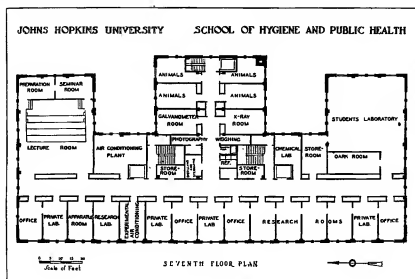 JOHNS HOPKINS UNIVERSITY SCHOOL OF HYGIENE AND PUBLIC HEALTH
ANIMALS ANIMALS
PREPARATION ROOM SEMINAR ROOM
ANIMALS ANIMALS
GALVANOMETER ROOM X-RAY ROOM
STUDENTS LABORATORY
PHOTOGRAPHY WEIGHING
LECTURE ROOM
AIR CONDITIONING PLANT
CHEMICAL LAB
STORE-ROOM
DARK ROOM
REF.
STORE-ROOM
STORE-ROOM
OFFICE PRIVATE LAB. APPARATUS ROOM RESEARCH LAB. EXPERIMENTAL AIR CONDITIONING PRIVATE LAB. OFFICE PRIVATE LAB. OFFICE RESEARCH ROOMS PRIVATE LAB. OFFICE
Scale of Feet
SEVENTH FLOOR PLAN